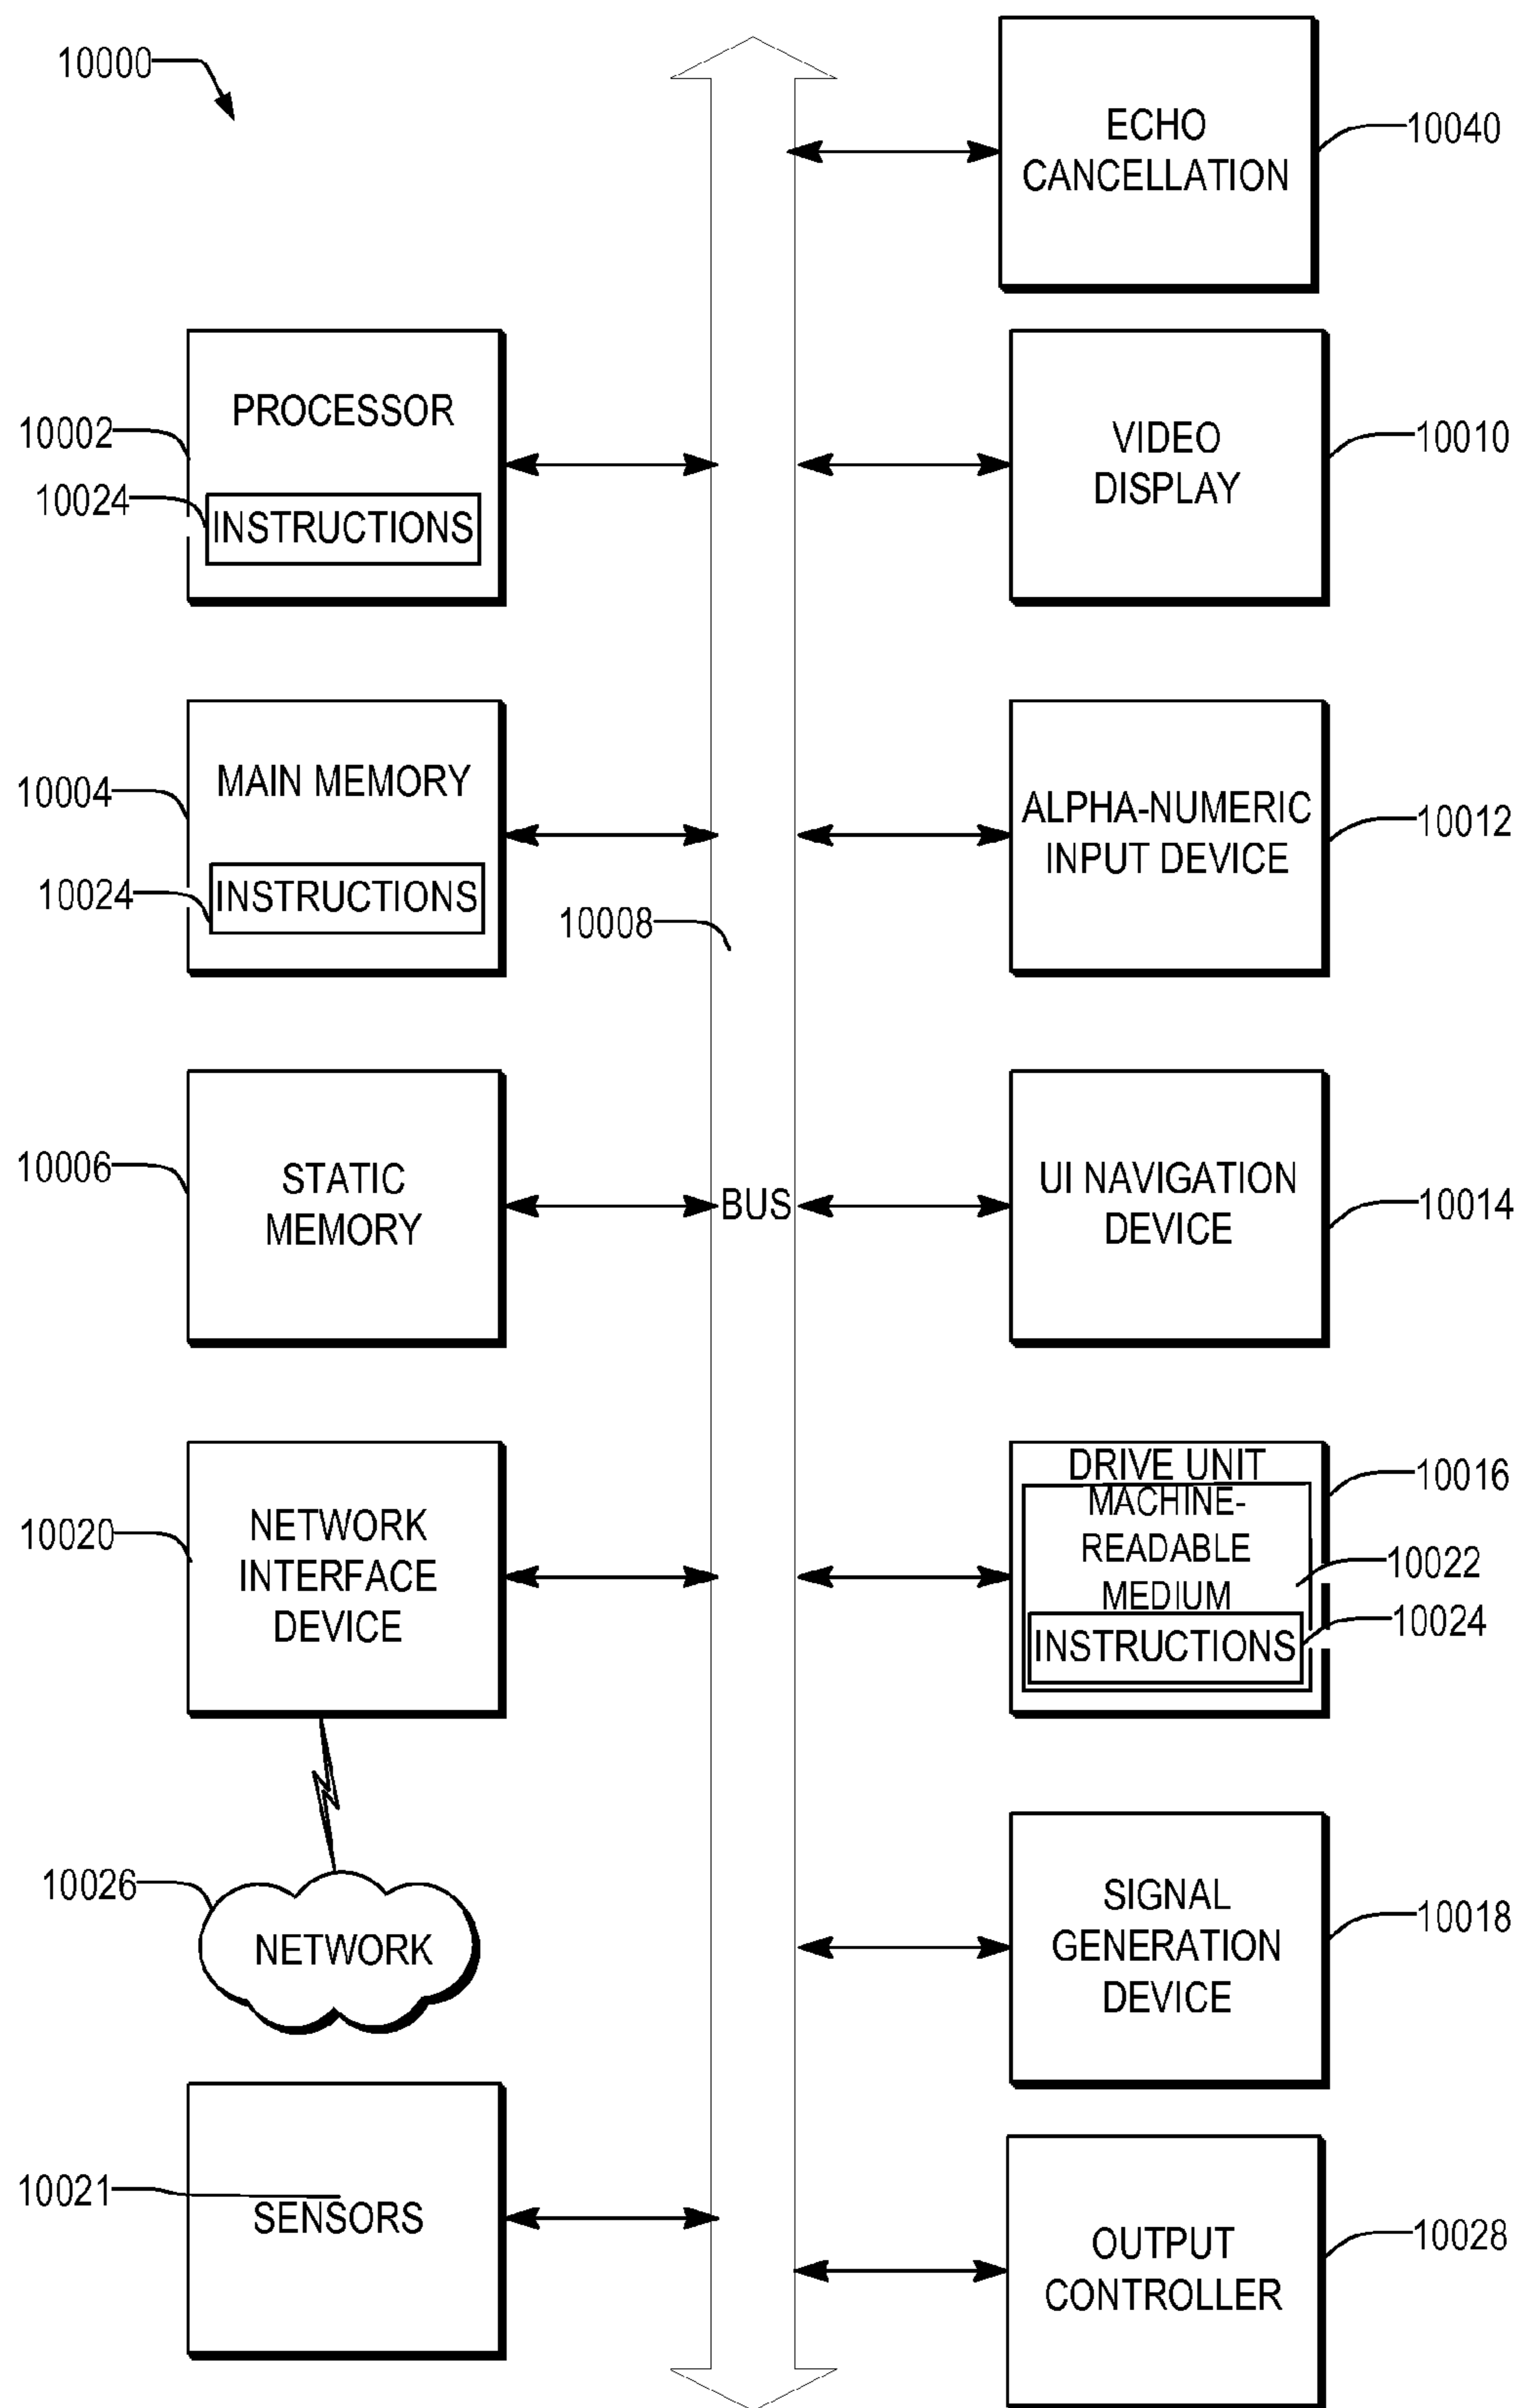 10000
ECHO
CANCELLATION
10040
PROCESSOR
10002
10024
INSTRUCTIONS
VIDEO
DISPLAY
10010
MAIN MEMORY
10004
10024
INSTRUCTIONS
10008
ALPHA-NUMERIC
INPUT DEVICE
10012
STATIC
MEMORY
10006
BUS
UI NAVIGATION
DEVICE
10014
NETWORK
INTERFACE
DEVICE
10020
DRIVE UNIT
10016
MACHINE-
READABLE
MEDIUM
10022
INSTRUCTIONS
10024
10026
NETWORK
SIGNAL
GENERATION
DEVICE
10018
10021
SENSORS
OUTPUT
CONTROLLER
10028